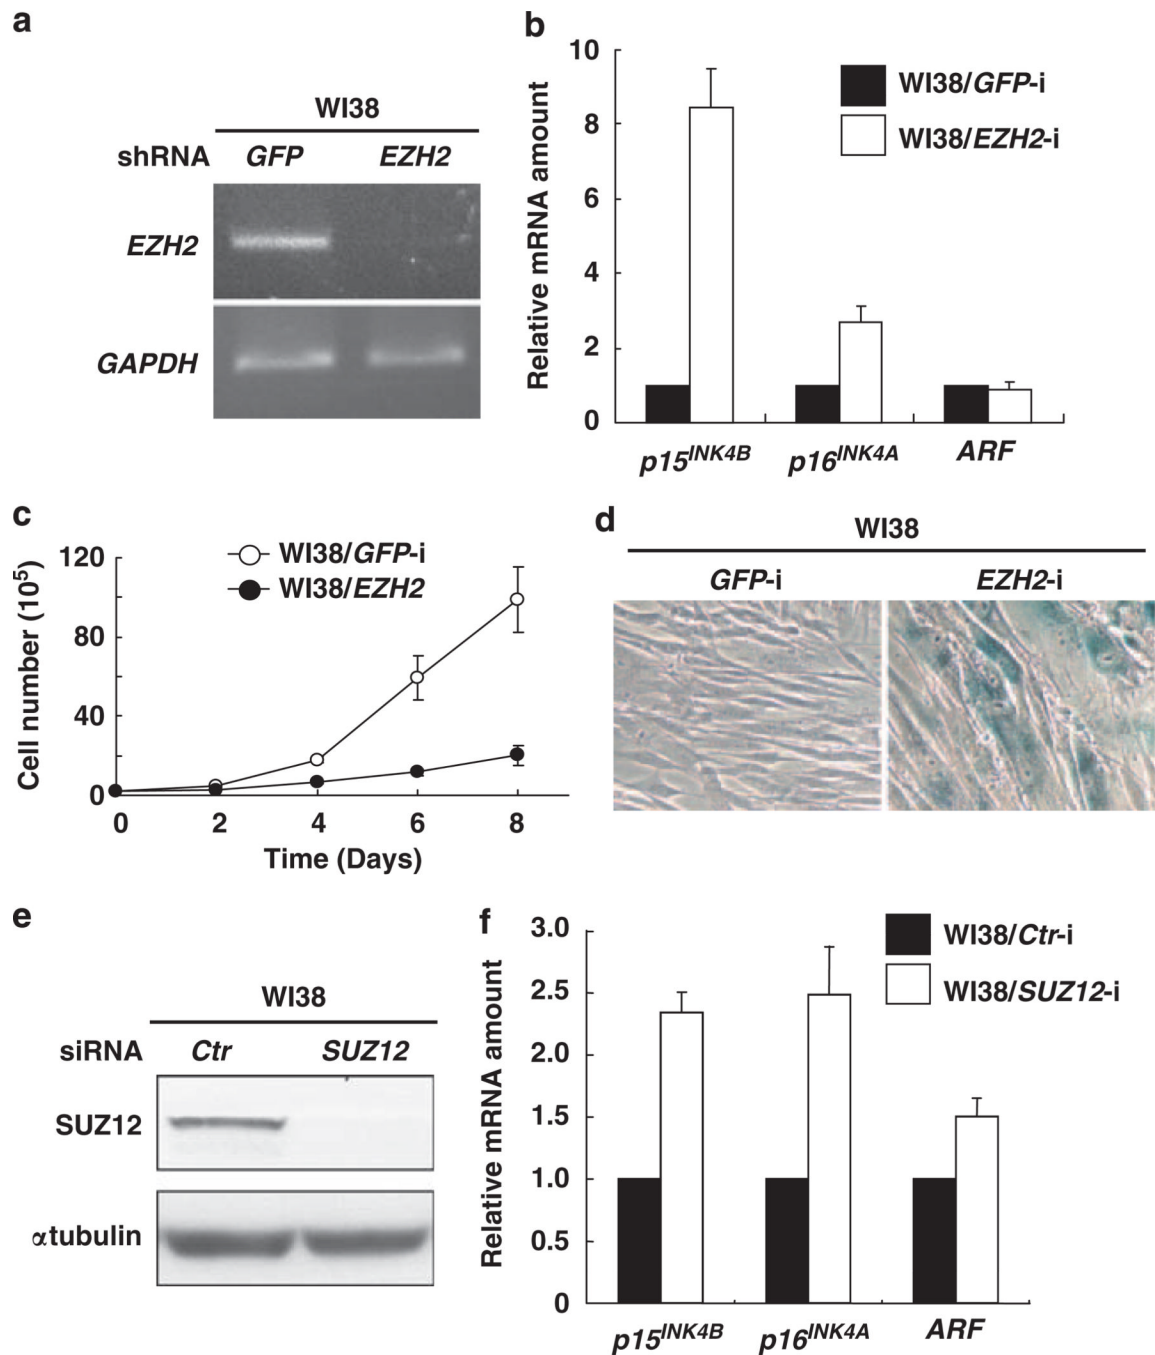 a
WI38
shRNA GFP EZH2
EZH2
GAPDH
b
Relative mRNA amount
10
8
6
4
2
0
WI38/GFP-i
WI38/EZH2-i
p15INK4B p16INK4A ARF
c
Cell number (10⁵)
120
80
40
0
WI38/GFP-i
WI38/EZH2
0 2 4 6 8
Time (Days)
d
WI38
GFP-i EZH2-i
e
WI38
siRNA Ctr SUZ12
SUZ12
αtubulin
f
Relative mRNA amount
3.0
2.5
2.0
1.5
1.0
0.5
0
WI38/Ctr-i
WI38/SUZ12-i
p15INK4B p16INK4A ARF